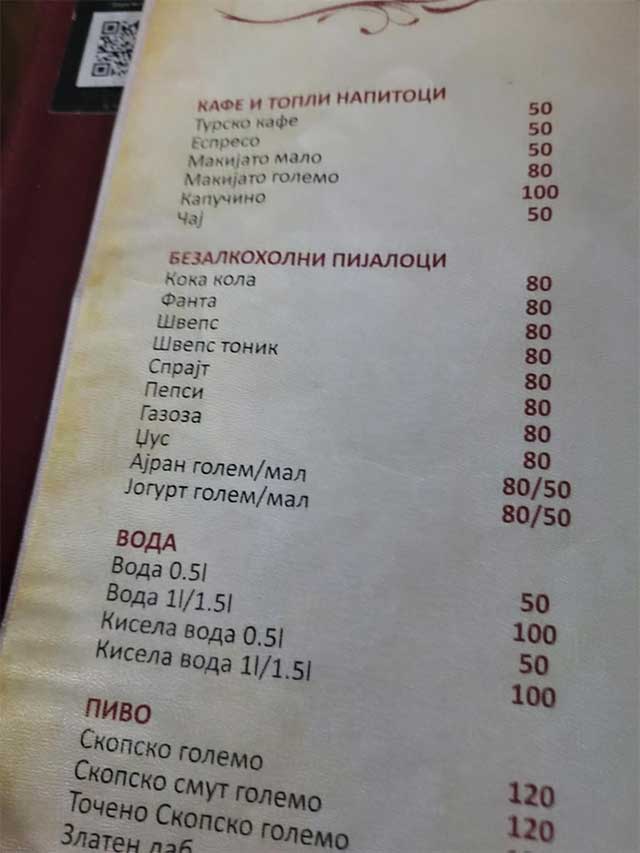 КАФЕ И ТОПЛИ НАПИТОЦИ
Турско кафе 50
Еспресо 50
Макијато мало 50
Макијато големо 80
Капучино 100
Чај 50
БЕЗАЛКОХОЛНИ ПИЈАЛОЦИ
Кока кола 80
Фанта 80
Швепс 80
Швепс тоник 80
Спрајт 80
Пепси 80
Газоза 80
Џус 80
Ајран голем/мал 80/50
Јогурт голем/мал 80/50
ВОДА
Вода 0.5l 50
Вода 1l/1.5l 100
Кисела вода 0.5l 50
Кисела вода 1l/1.5l 100
ПИВО
Скопско големо 120
Скопско смут големо 120
Точено Скопско големо
Златен даб